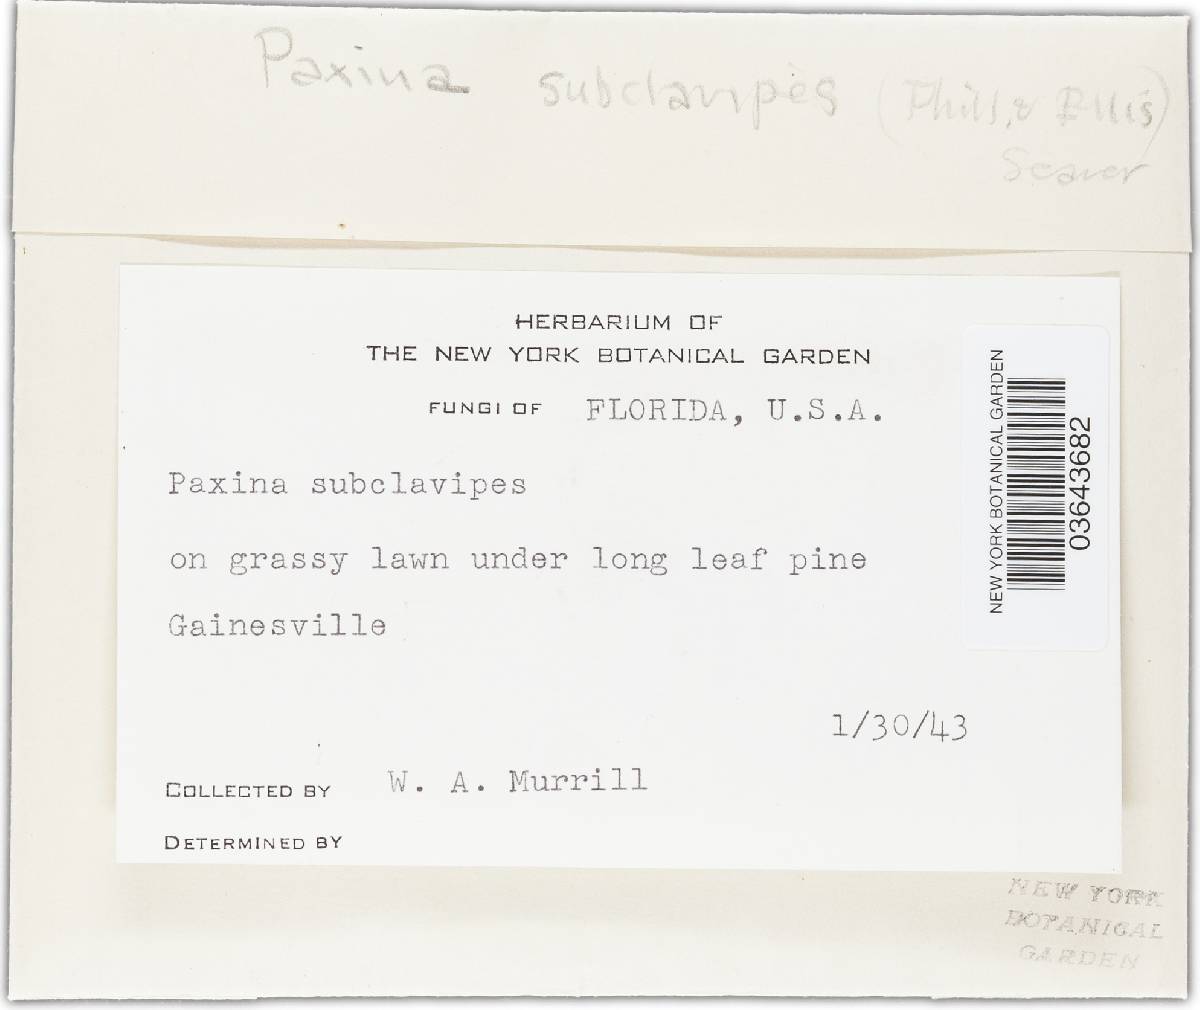 Paxina subclavipes (Phill. & Ellis)
Seaver
HERBARIUM OF
THE NEW YORK BOTANICAL GARDEN
FUNGI OF FLORIDA, U.S.A.
Paxina subclavipes
on grassy lawn under long leaf pine
Gainesville
1/30/43
COLLECTED BY W. A. Murrill
DETERMINED BY
NEW YORK BOTANICAL GARDEN
03643682
NEW YORK
BOTANICAL
GARDEN